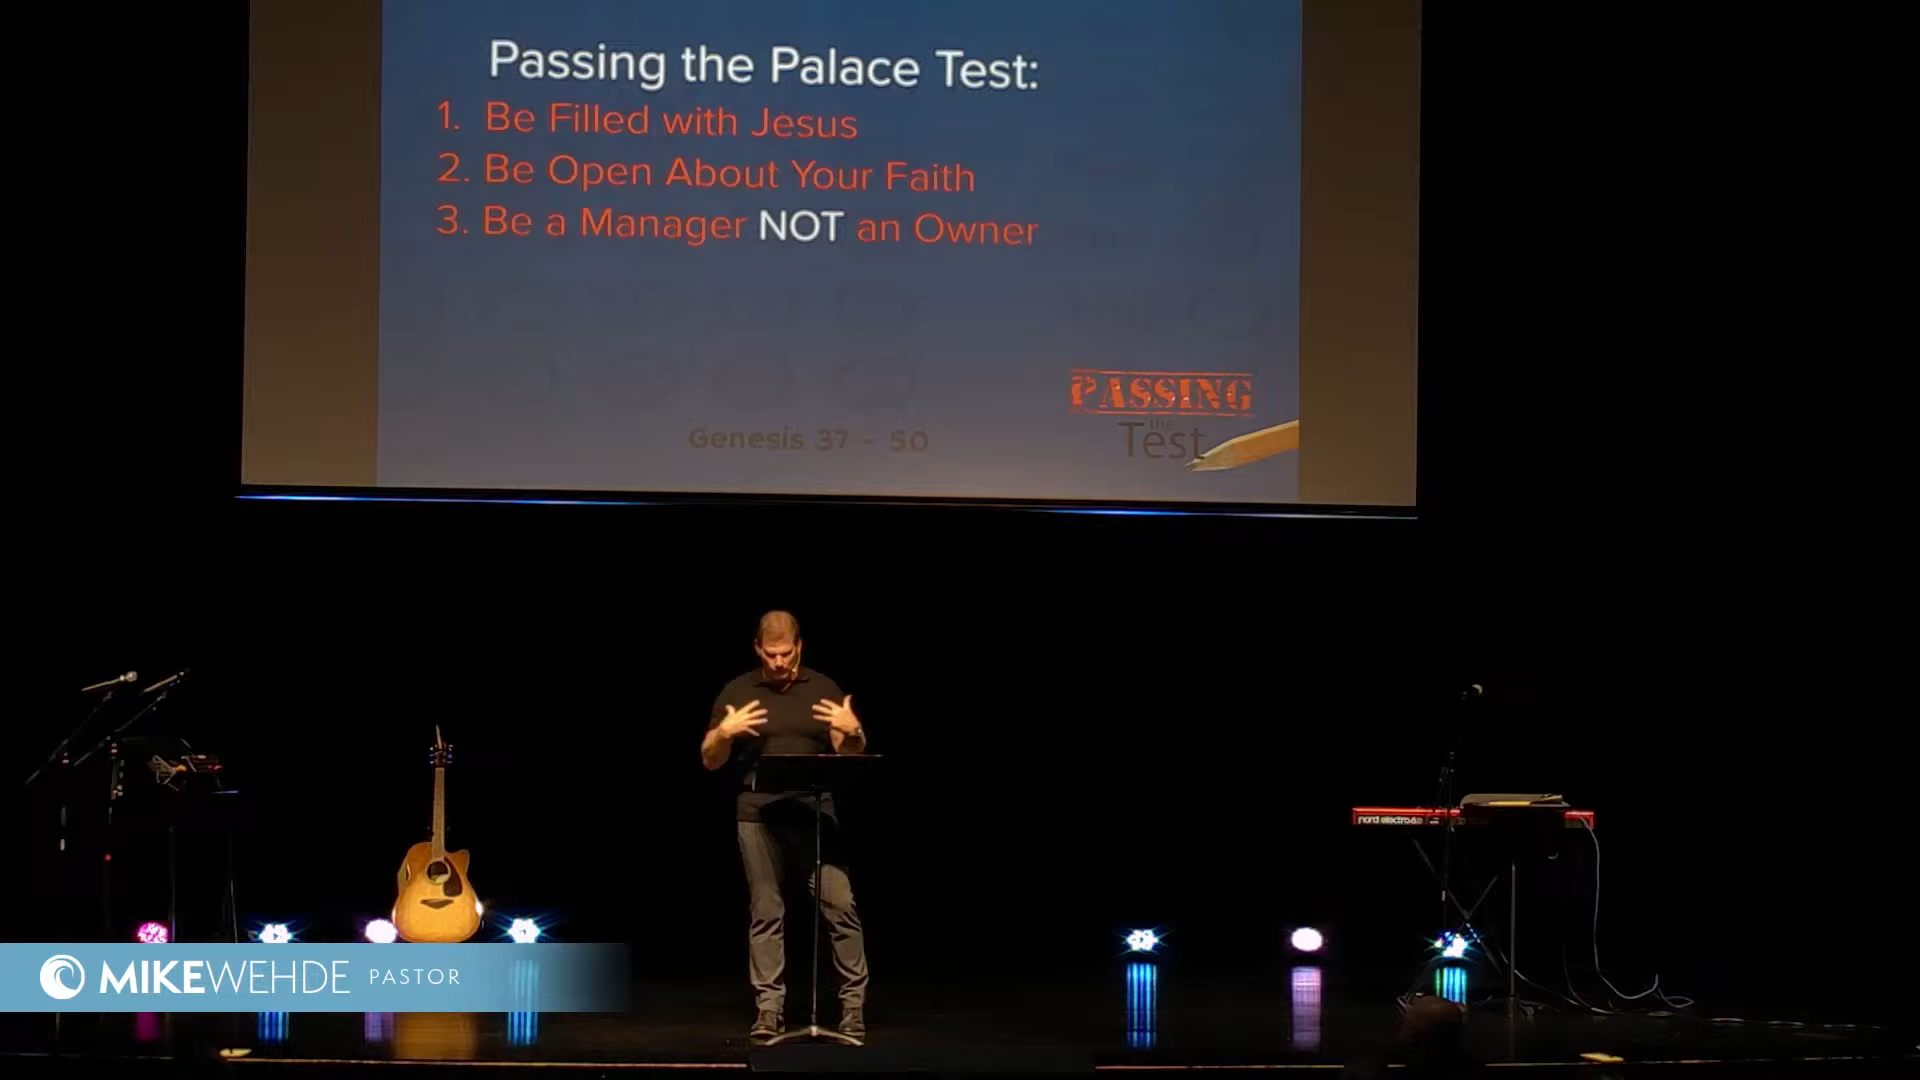 Passing the Palace Test:
1. Be Filled with Jesus
2. Be Open About Your Faith
3. Be a Manager NOT an Owner
PASSING
the
Test
Genesis 37 - 50
nord electro
MIKEWEHDE PASTOR